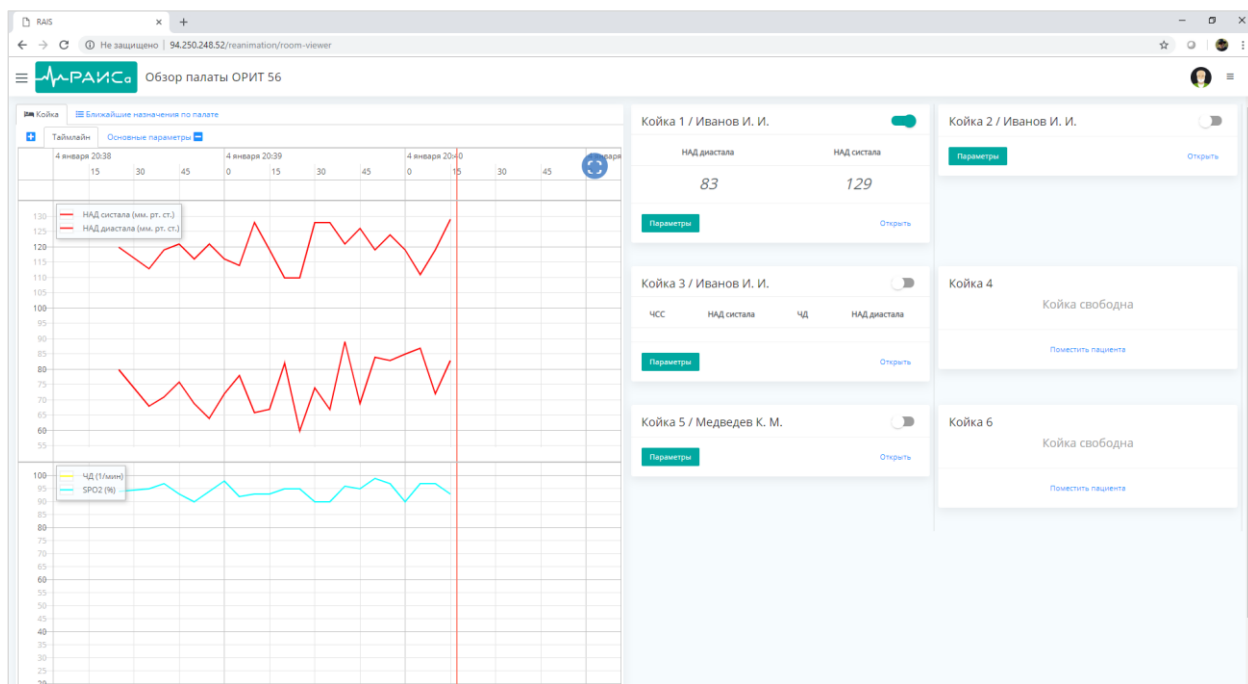 RAIS
Не защищено | 94.250.248.52/reanimation/room-viewer
РАИСа Обзор палаты ОРИТ 56
Койка Ближайшие назначения по палате
Таймлайн Основные параметры
4 января 20:38 4 января 20:39 4 января 20:40
15 30 45 0 15 30 45 0 15 30 45
НАД систала (мм. рт. ст.)
НАД диастала (мм. рт. ст.)
130
125
120
115
110
105
100
95
90
85
80
75
70
65
60
55
ЧД (1/мин)
SPO2 (%)
100
95
90
85
80
75
70
65
60
55
50
45
40
35
30
25
20
Койка 1 / Иванов И. И.
НАД диастала НАД систала
83 129
Параметры Открыть
Койка 2 / Иванов И. И.
Параметры Открыть
Койка 3 / Иванов И. И.
ЧСС НАД систала ЧД НАД диастала
Параметры Открыть
Койка 4
Койка свободна
Поместить пациента
Койка 5 / Медведев К. М.
Параметры Открыть
Койка 6
Койка свободна
Поместить пациента